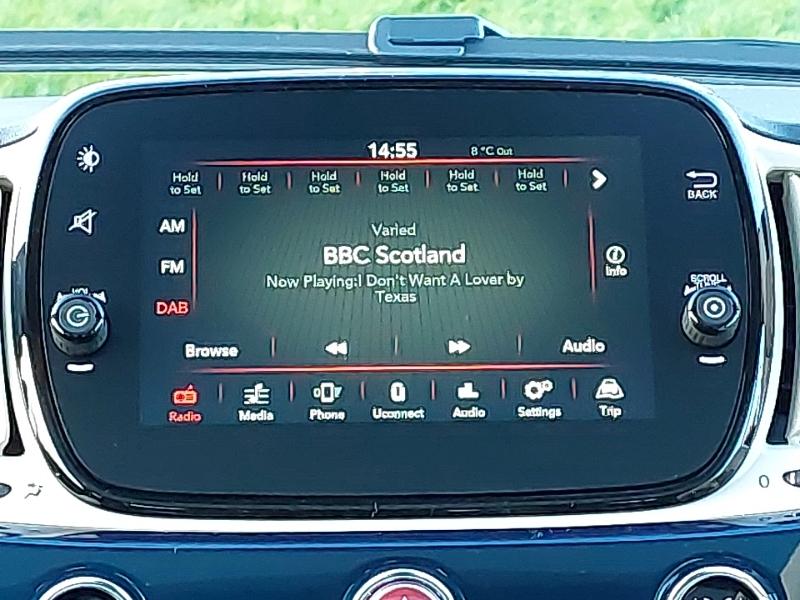 14:55 8°C Out
Hold to Set Hold to Set Hold to Set Hold to Set Hold to Set Hold to Set
BACK
AM
Varied
BBC Scotland
FM
Info
Now Playing:I Don't Want A Lover by
Texas
DAB
VOL
SCROLL
Browse Audio
Radio Media Phone Uconnect Audio Settings Trip
0